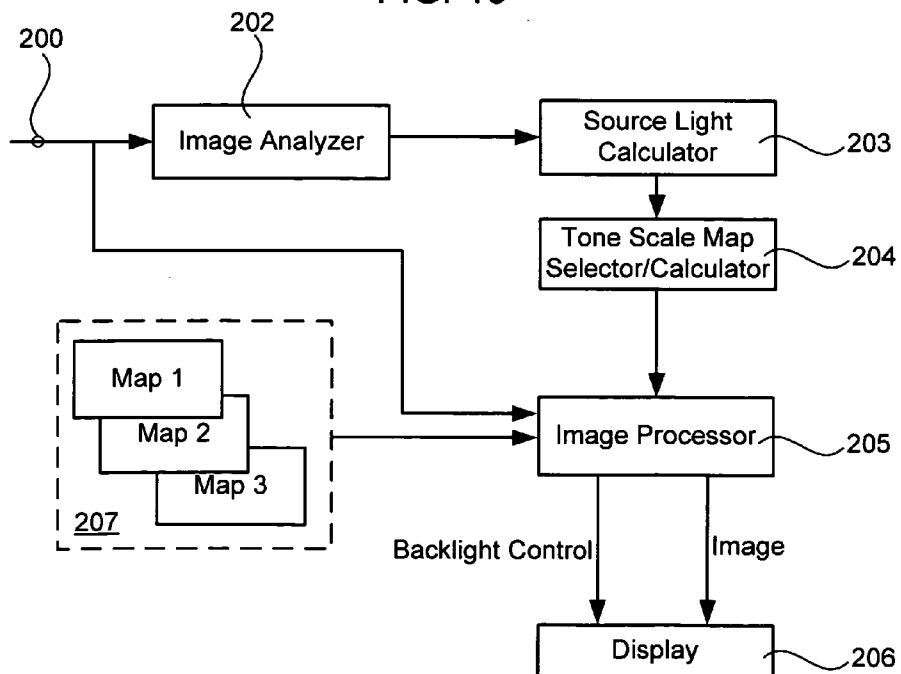 200
202
Image Analyzer
Source Light
Calculator
203
Tone Scale Map
Selector/Calculator
204
Map 1
Map 2
Map 3
207
Image Processor
205
Backlight Control
Image
Display
206